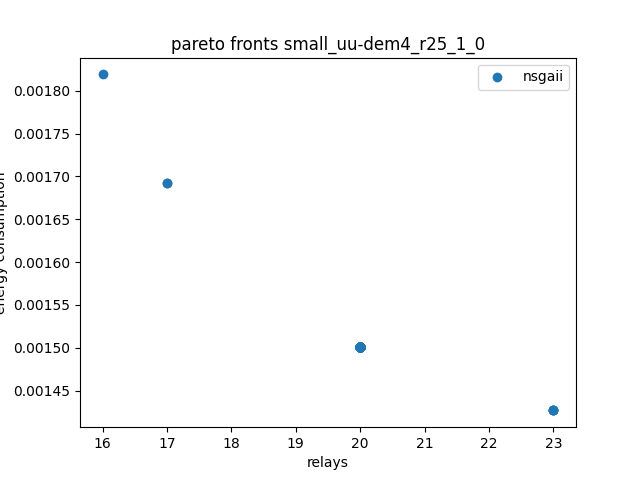 pareto fronts small_uu-dem4_r25_1_0
nsgaii
0.00180
0.00175
0.00170
0.00165
0.00160
0.00155
0.00150
0.00145
energy consumption
16 17 18 19 20 21 22 23
relays